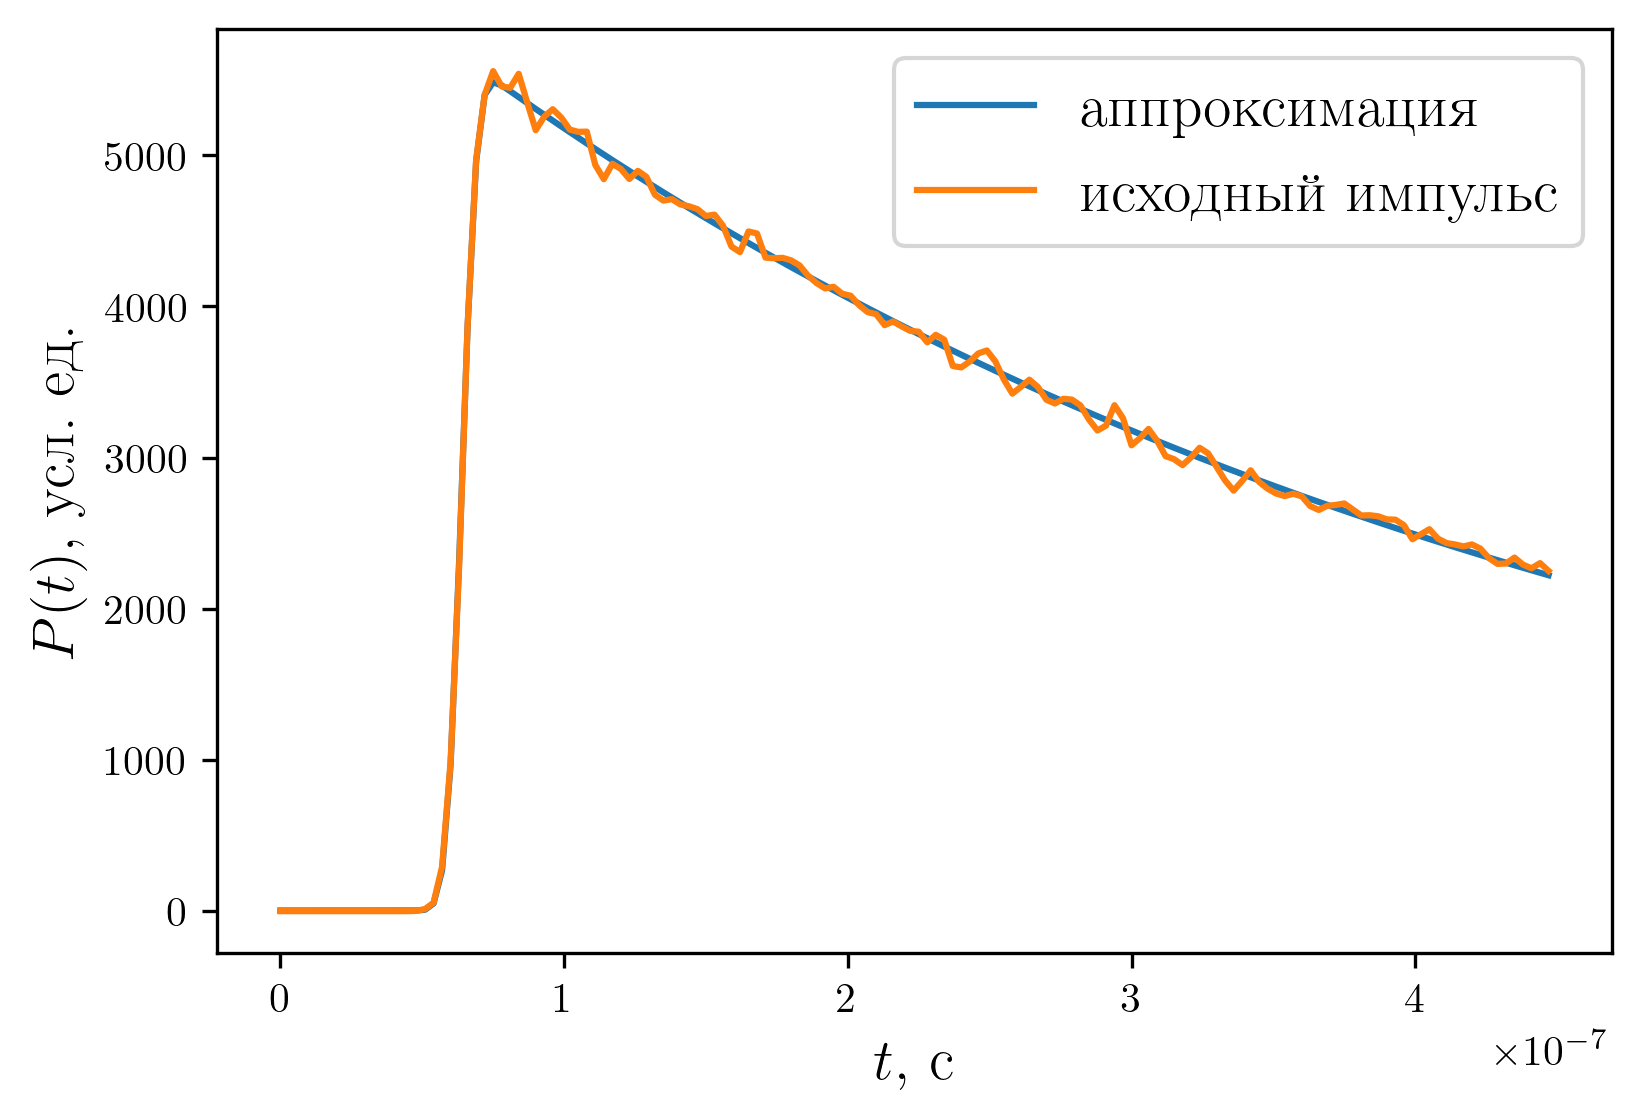 аппроксимация
исходный импульс
P(t), усл. ед.
5000
4000
3000
2000
1000
0
0 1 2 3 4
×10⁻⁷
t, с